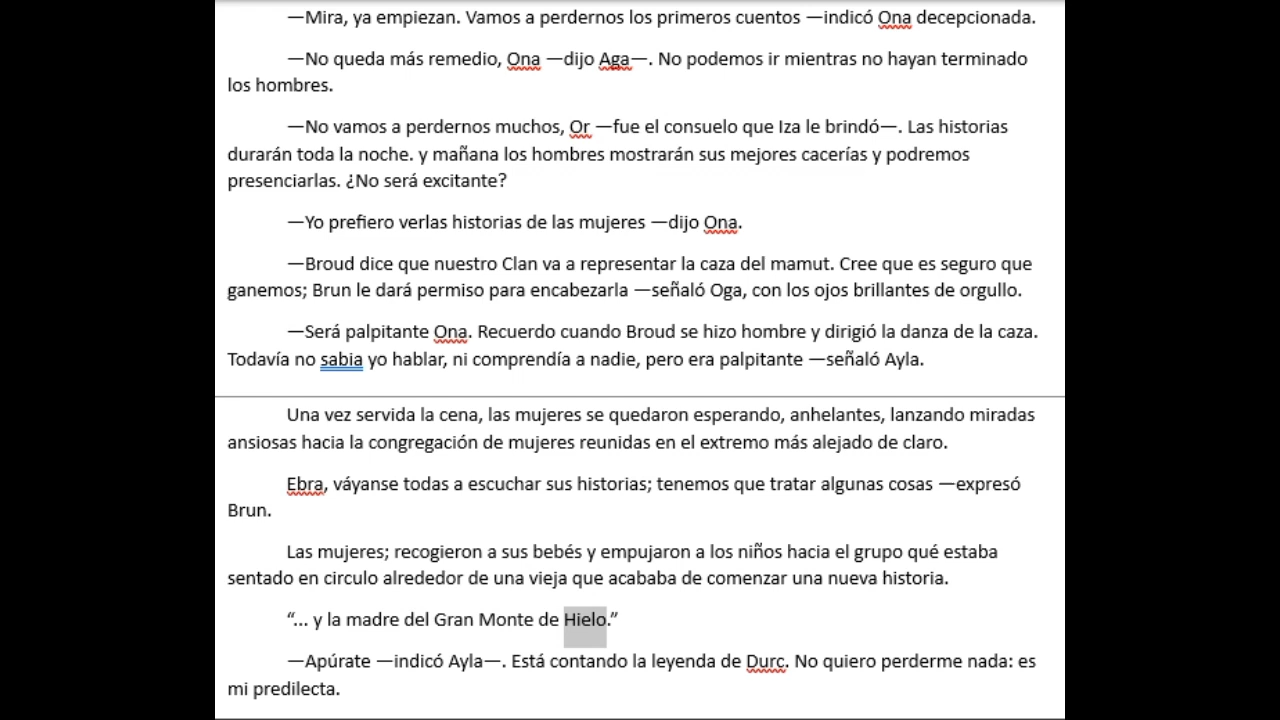 —Mira, ya empiezan. Vamos a perdernos los primeros cuentos —indicó Ona decepcionada.
—No queda más remedio, Ona —dijo Aga—. No podemos ir mientras no hayan terminado
los hombres.
—No vamos a perdernos muchos, Or —fue el consuelo que Iza le brindó—. Las historias
durarán toda la noche. y mañana los hombres mostrarán sus mejores cacerías y podremos
presenciarlas. ¿No será excitante?
—Yo prefiero verlas historias de las mujeres —dijo Ona.
—Broud dice que nuestro Clan va a representar la caza del mamut. Cree que es seguro que
ganemos; Brun le dará permiso para encabezarla —señaló Oga, con los ojos brillantes de orgullo.
—Será palpitante Ona. Recuerdo cuando Broud se hizo hombre y dirigió la danza de la caza.
Todavía no sabia yo hablar, ni comprendía a nadie, pero era palpitante —señaló Ayla.
Una vez servida la cena, las mujeres se quedaron esperando, anhelantes, lanzando miradas
ansiosas hacia la congregación de mujeres reunidas en el extremo más alejado de claro.
Ebra, váyanse todas a escuchar sus historias; tenemos que tratar algunas cosas —expresó
Brun.
Las mujeres; recogieron a sus bebés y empujaron a los niños hacia el grupo qué estaba
sentado en circulo alrededor de una vieja que acababa de comenzar una nueva historia.
“... y la madre del Gran Monte de Hielo.”
—Apúrate —indicó Ayla—. Está contando la leyenda de Durc. No quiero perderme nada: es
mi predilecta.